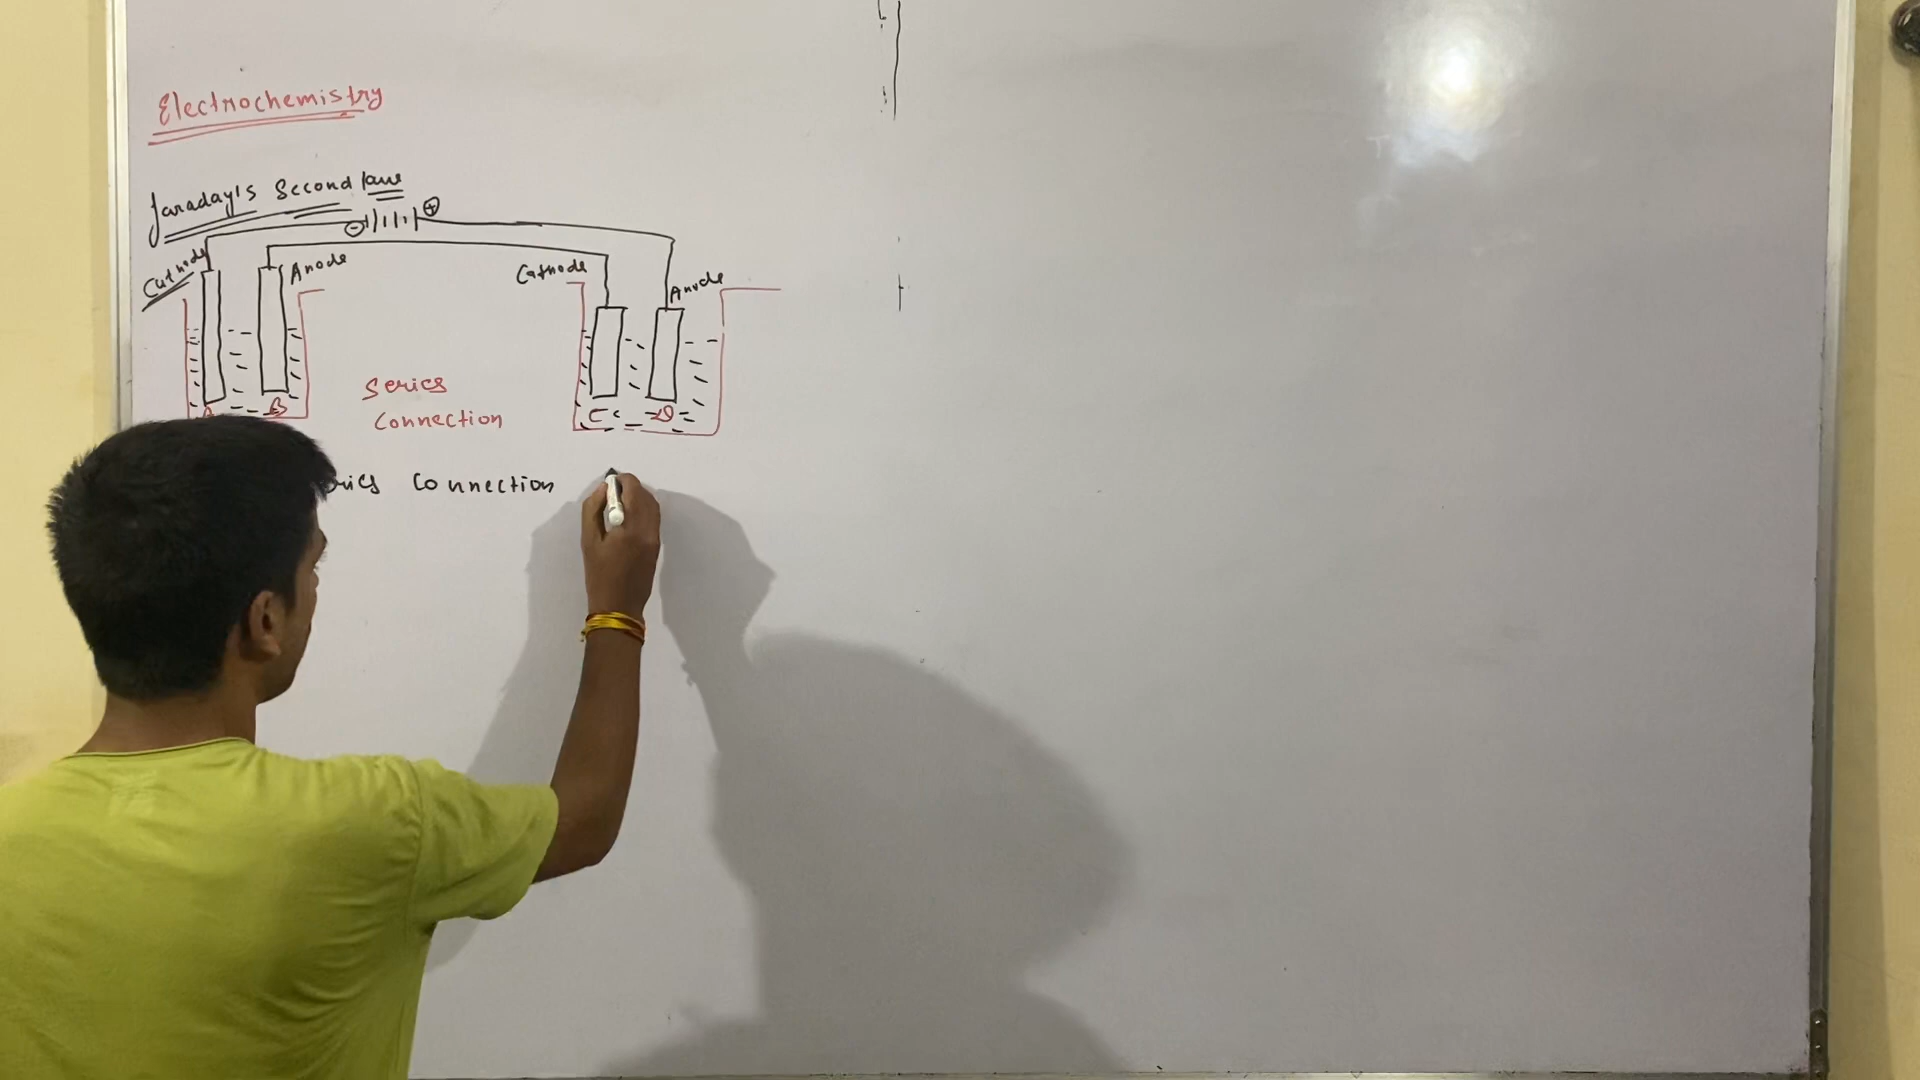 Electrochemistry
Faraday's Second law
⊖ ⊕
Cathode Anode Cathode Anode
Series
Connection
B C D
Connection